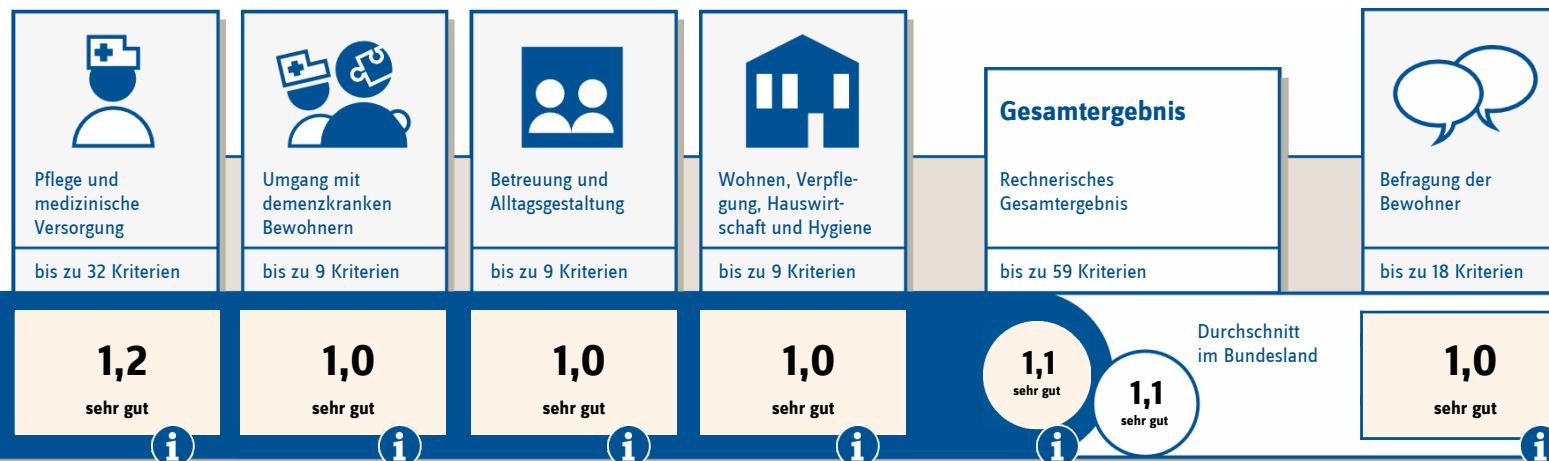 Pflege und
medizinische
Versorgung
bis zu 32 Kriterien
1,2
sehr gut
i
Umgang mit
demenzkranken
Bewohnern
bis zu 9 Kriterien
1,0
sehr gut
i
Betreuung und
Alltagsgestaltung
bis zu 9 Kriterien
1,0
sehr gut
i
Wohnen, Verpfle-
gung, Hauswirt-
schaft und Hygiene
bis zu 9 Kriterien
1,0
sehr gut
i
Gesamtergebnis
Rechnerisches
Gesamtergebnis
bis zu 59 Kriterien
1,1
sehr gut
i
Durchschnitt
im Bundesland
1,1
sehr gut
Befragung der
Bewohner
bis zu 18 Kriterien
1,0
sehr gut
i